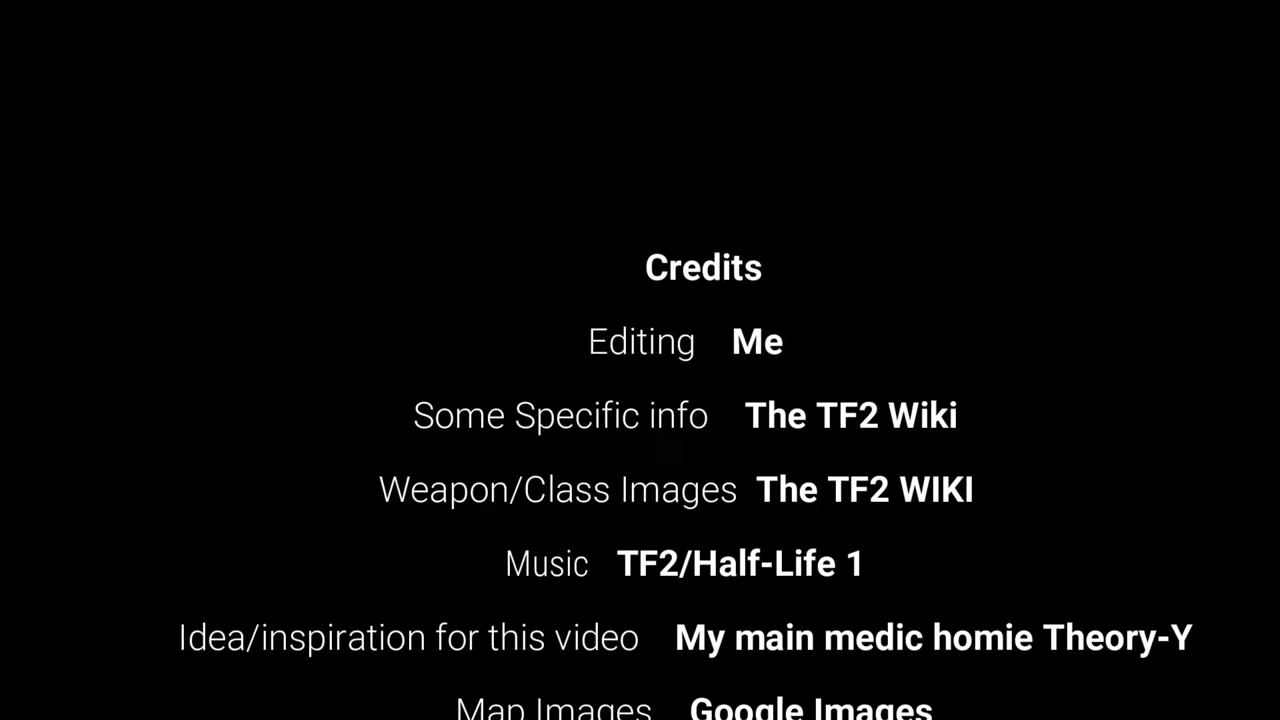 Credits
Editing Me
Some Specific info The TF2 Wiki
Weapon/Class Images The TF2 WIKI
Music TF2/Half-Life 1
Idea/inspiration for this video My main medic homie Theory-Y
Map Images Google Images